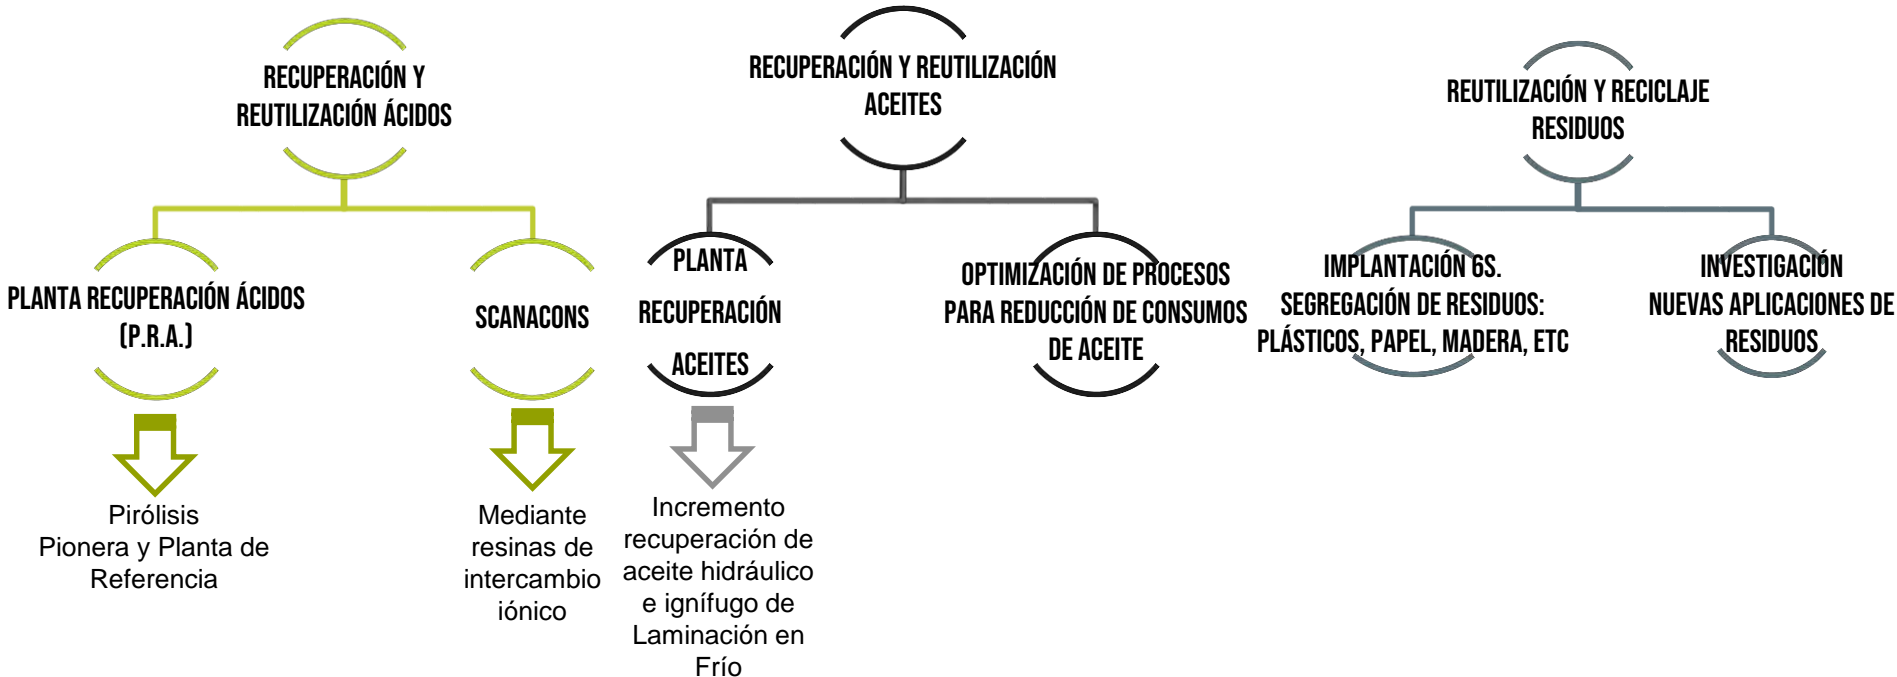 RECUPERACIÓN Y
REUTILIZACIÓN ÁCIDOS
PLANTA RECUPERACIÓN ÁCIDOS
(P.R.A.)
Pirólisis
Pionera y Planta de
Referencia
SCANACONS
Mediante
resinas de
intercambio
iónico
RECUPERACIÓN Y REUTILIZACIÓN
ACEITES
PLANTA
RECUPERACIÓN
ACEITES
Incremento
recuperación de
aceite hidráulico
e ignífugo de
Laminación en
Frío
OPTIMIZACIÓN DE PROCESOS
PARA REDUCCIÓN DE CONSUMOS
DE ACEITE
REUTILIZACIÓN Y RECICLAJE
RESIDUOS
IMPLANTACIÓN 6S.
SEGREGACIÓN DE RESIDUOS:
PLÁSTICOS, PAPEL, MADERA, ETC
INVESTIGACIÓN
NUEVAS APLICACIONES DE
RESIDUOS